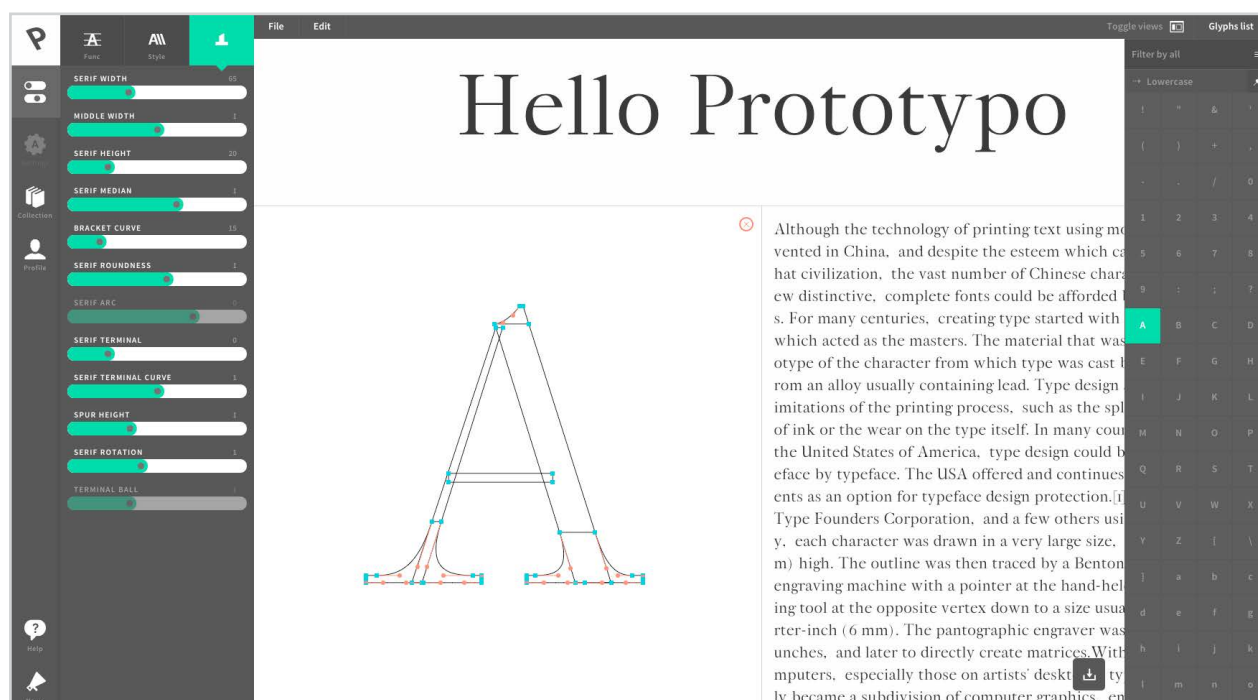 File
Edit
Toggle views
Glyphs list
Func
Style
Filter by all
→ Lowercase
SERIF WIDTH 65
MIDDLE WIDTH 1
SERIF HEIGHT 20
SERIF MEDIAN 1
BRACKET CURVE 15
SERIF ROUNDNESS 1
SERIF ARC 0
SERIF TERMINAL 0
SERIF TERMINAL CURVE 1
SPUR HEIGHT 1
SERIF ROTATION 1
TERMINAL BALL
Collection
Profile
Help
Hello Prototypo
Although the technology of printing text using mo
vented in China, and despite the esteem which ca
hat civilization, the vast number of Chinese chara
ew distinctive, complete fonts could be afforded
s. For many centuries, creating type started with
which acted as the masters. The material that was
otype of the character from which type was cast
rom an alloy usually containing lead. Type design
imitations of the printing process, such as the spl
of ink or the wear on the type itself. In many coun
the United States of America, type design could b
eface by typeface. The USA offered and continues
ents as an option for typeface design protection.[1]
Type Founders Corporation, and a few others usi
y, each character was drawn in a very large size,
m) high. The outline was then traced by a Benton
engraving machine with a pointer at the hand-hel
ing tool at the opposite vertex down to a size usua
rter-inch (6 mm). The pantographic engraver was
unches, and later to directly create matrices.With
mputers, especially those on artists' deskt ty
ly became a subdivision of computer graphics, en
! " &
( ) + ,
- . / 0
1 2 3 4
5 6 7 8
9 : ; ?
A B C D
E F G H
I J K L
M N O P
Q R S T
U V W X
Y Z [ \
] a b c
d e f g
h i j k
l m n o